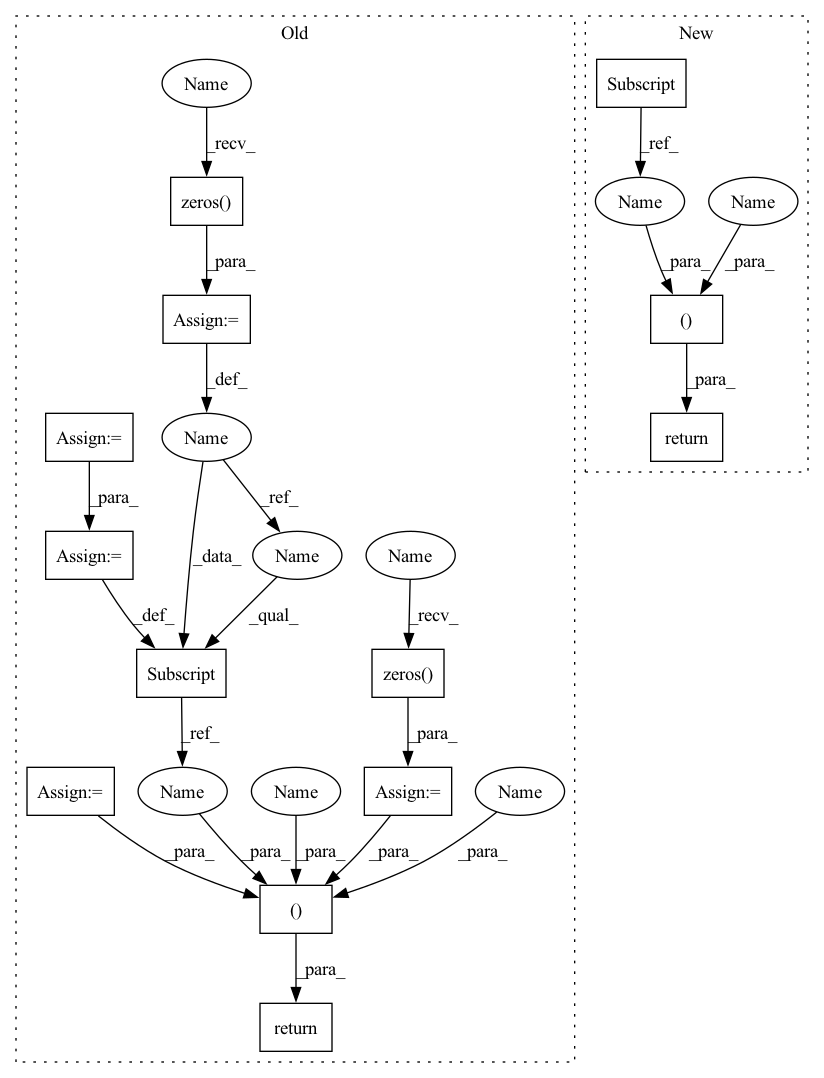 Old
New
Name
Subscript
_recv_
_ref_
zeros()
Name
Name
_para_
_para_
_para_
Assign:=
()
_def_
_para_
Assign:=
Name
return
_para_
_ref_
Assign:=
Name
Name
_data_
_def_
_qual_
_recv_
Subscript
zeros()
_ref_
_para_
Assign:=
Name
Name
Assign:=
Name
_para_
_para_
_para_
_para_
_para_
()
_para_
return